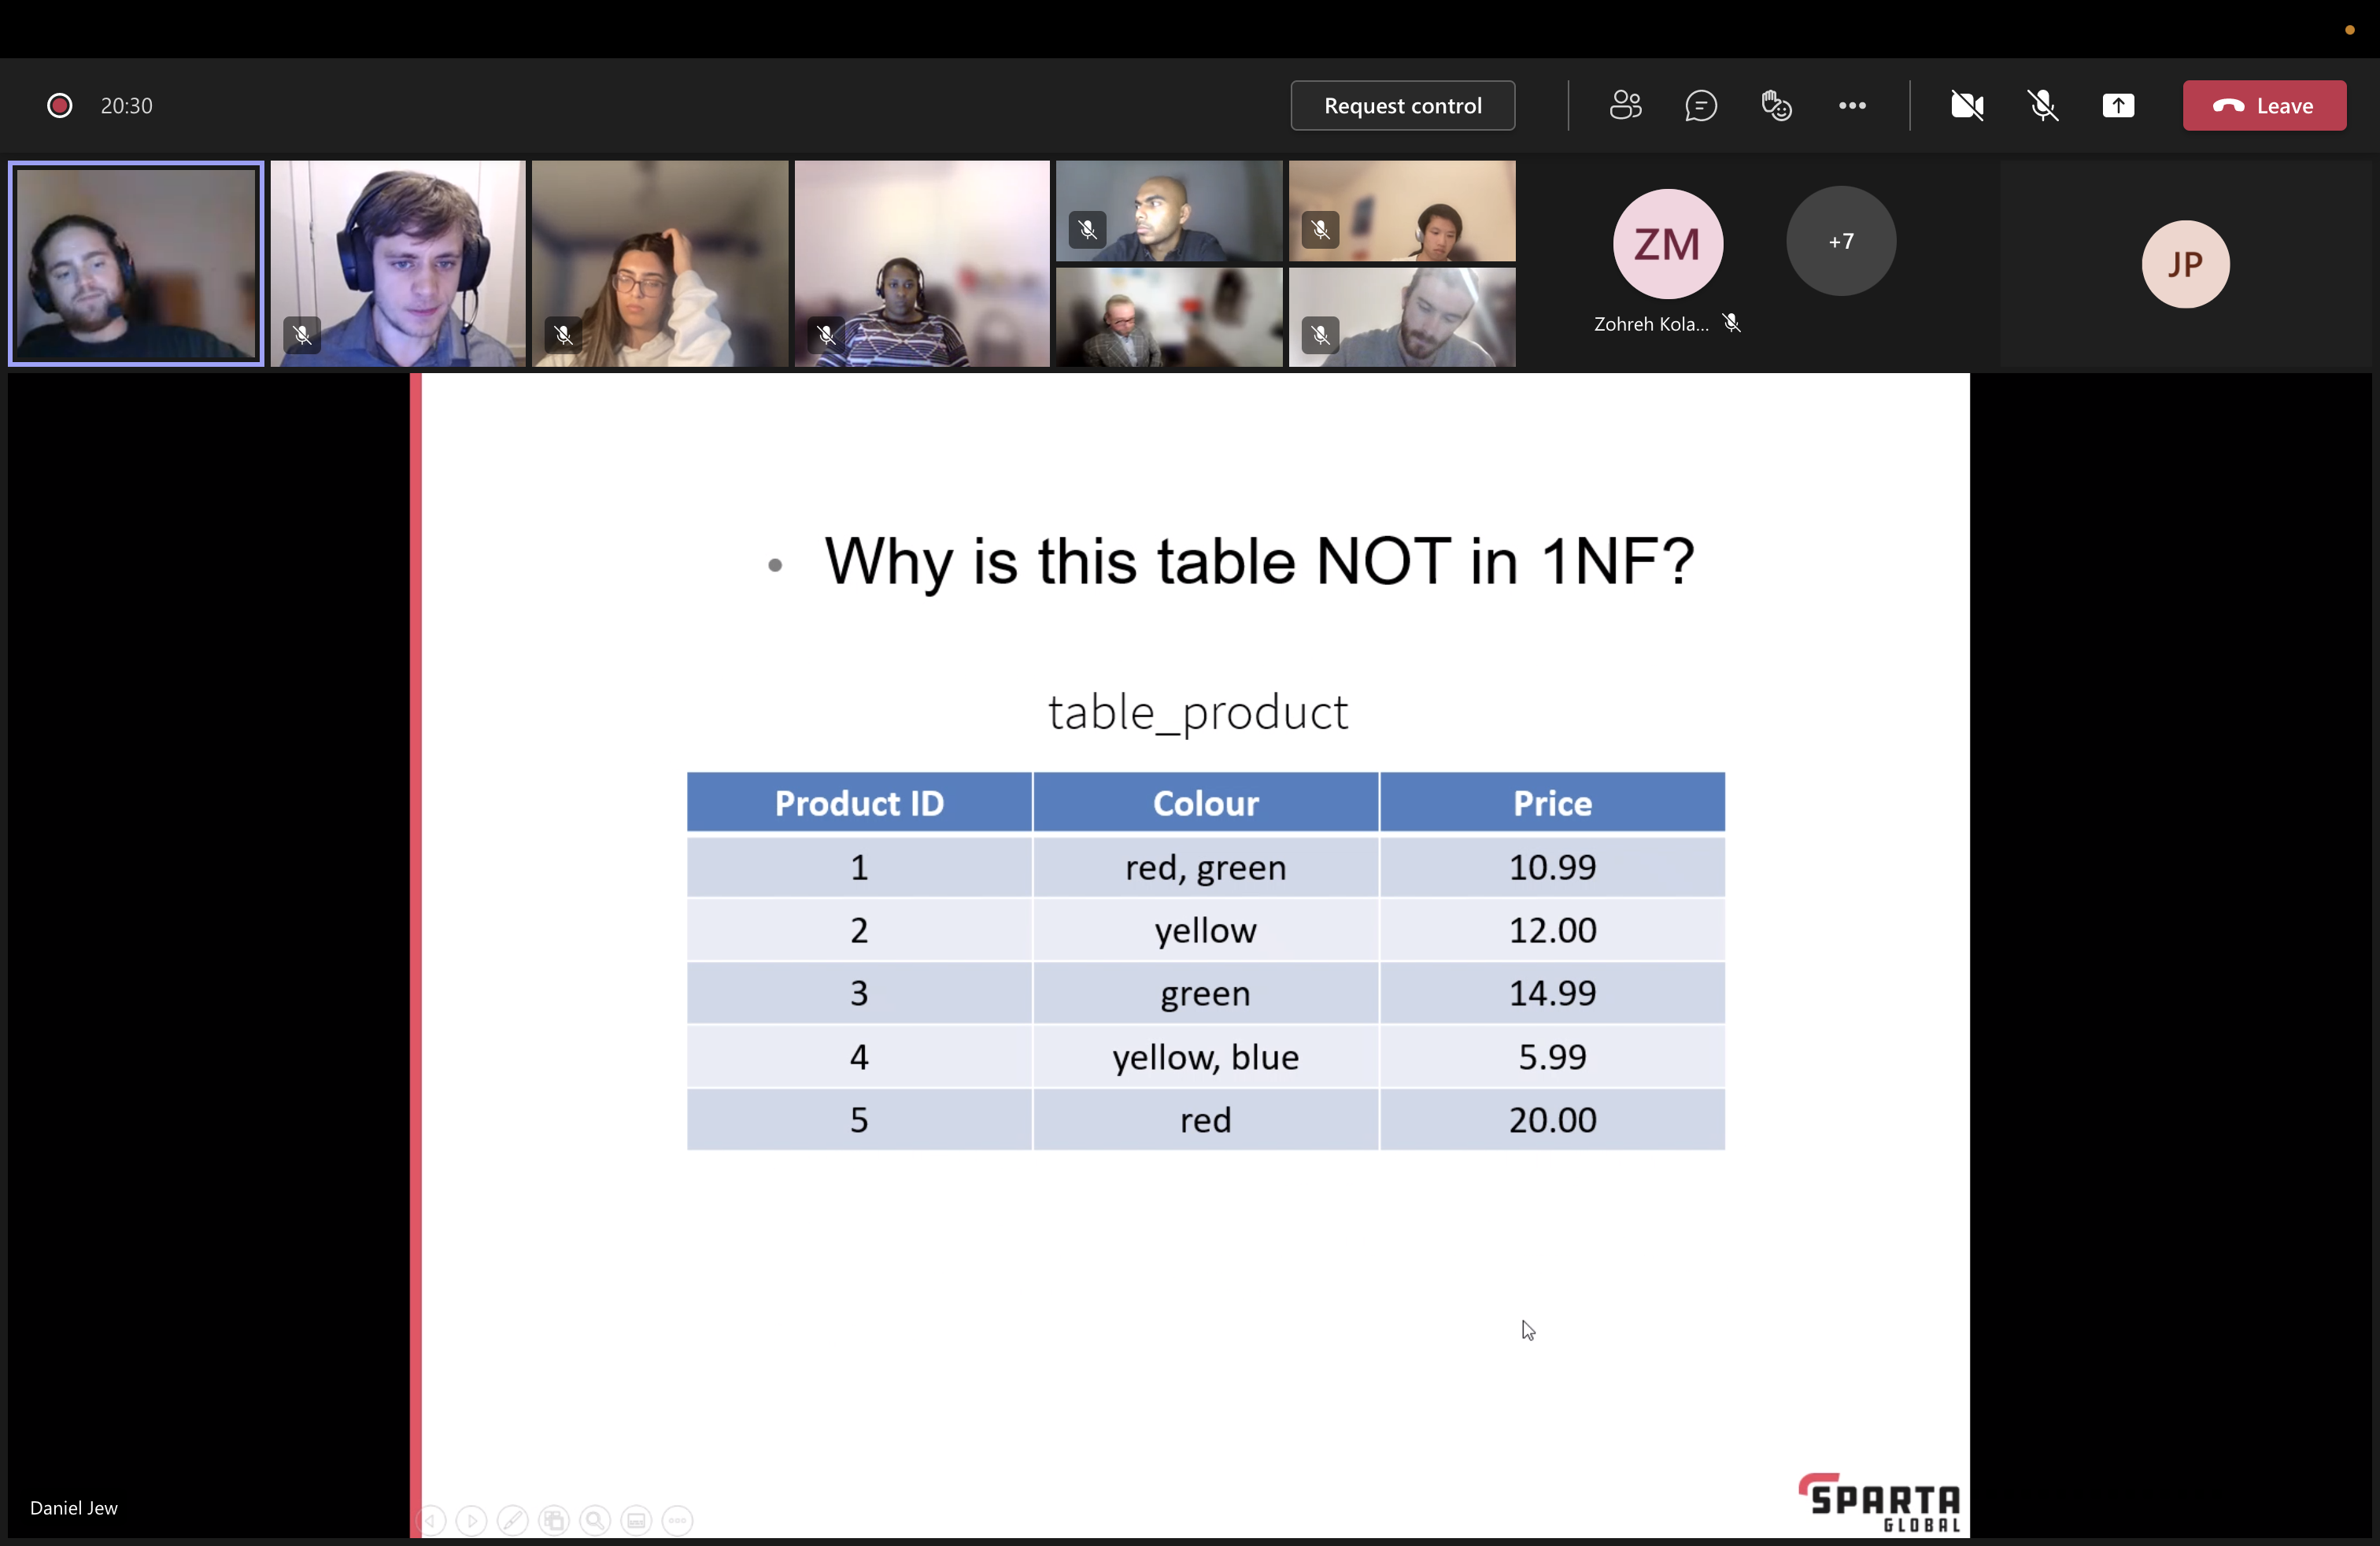 20:30
Request control
Leave
ZM
+7
JP
Zohreh Kola...
• Why is this table NOT in 1NF?
table_product
Product ID Colour Price
1 red, green 10.99
2 yellow 12.00
3 green 14.99
4 yellow, blue 5.99
5 red 20.00
Daniel Jew
SPARTA
GLOBAL